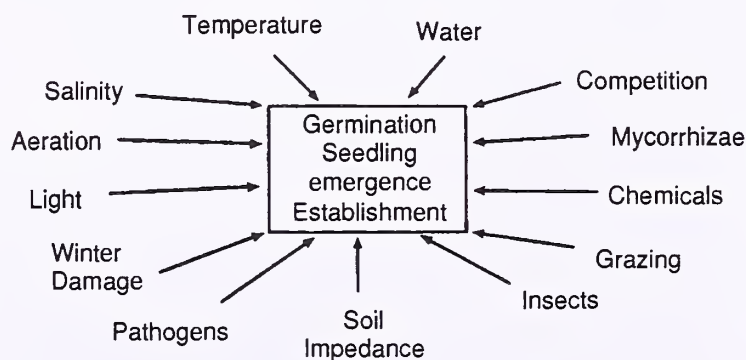 Temperature
Water
Salinity
Competition
Aeration
Mycorrhizae
Light
Chemicals
Germination
Seedling
emergence
Establishment
Winter
Damage
Grazing
Pathogens
Soil
Impedance
Insects